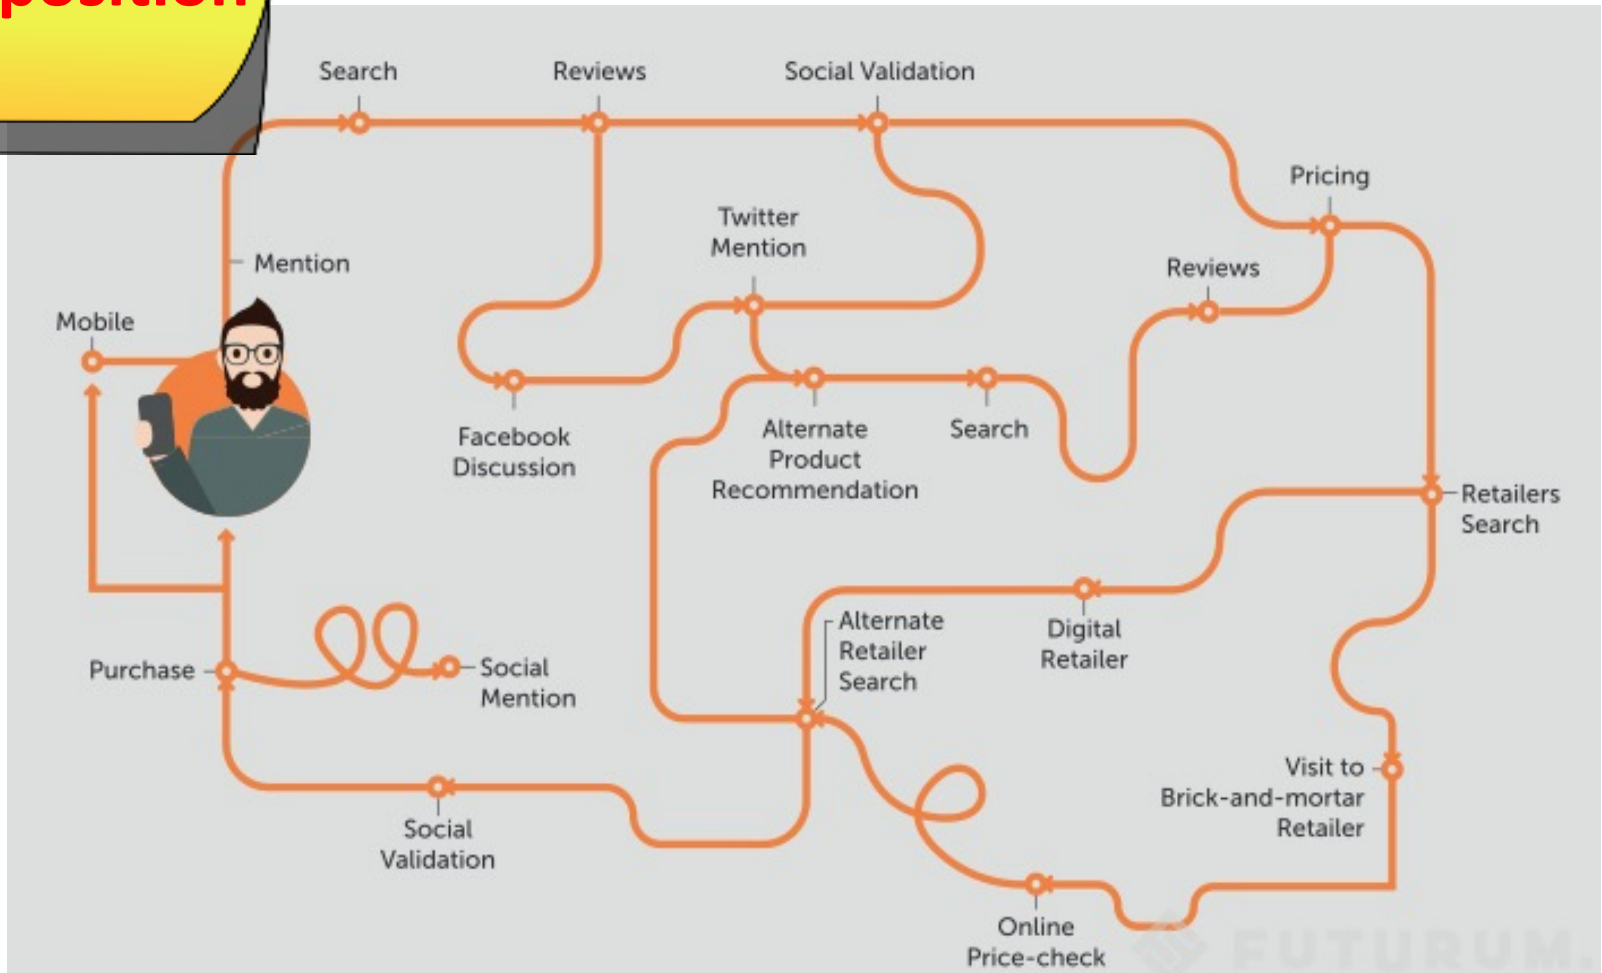 position
Search
Reviews
Social Validation
Pricing
Twitter
Mention
Reviews
Mention
Mobile
Facebook
Discussion
Alternate
Product
Recommendation
Search
Retailers
Search
Alternate
Retailer
Search
Digital
Retailer
Purchase
Social
Mention
Visit to
Brick-and-mortar
Retailer
Social
Validation
Online
Price-check
FUTURUM.